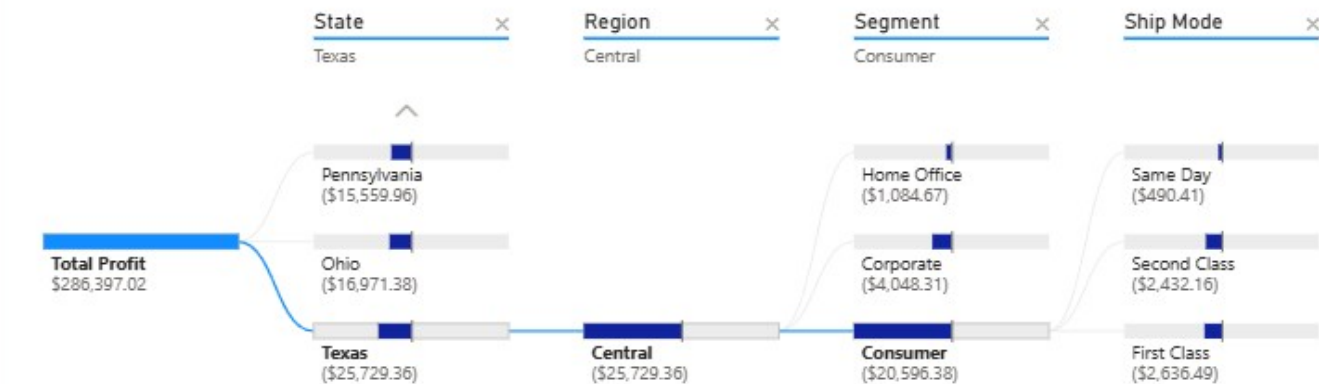 State
Texas
Region
Central
Segment
Consumer
Ship Mode
Total Profit
$286,397.02
Pennsylvania
($15,559.96)
Ohio
($16,971.38)
Texas
($25,729.36)
Central
($25,729.36)
Home Office
($1,084.67)
Corporate
($4,048.31)
Consumer
($20,596.38)
Same Day
($490.41)
Second Class
($2,432.16)
First Class
($2,636.49)